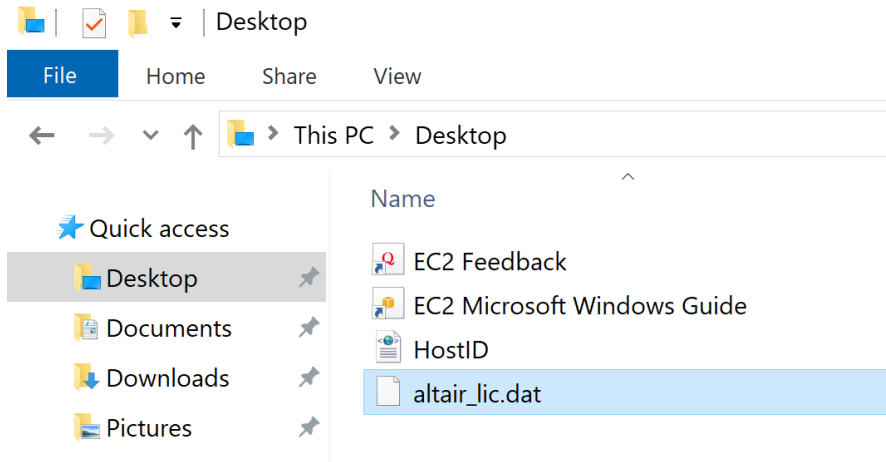 Desktop
File Home Share View
This PC Desktop
Name
Quick access
Desktop
Documents
Downloads
Pictures
EC2 Feedback
EC2 Microsoft Windows Guide
HostID
altair_lic.dat